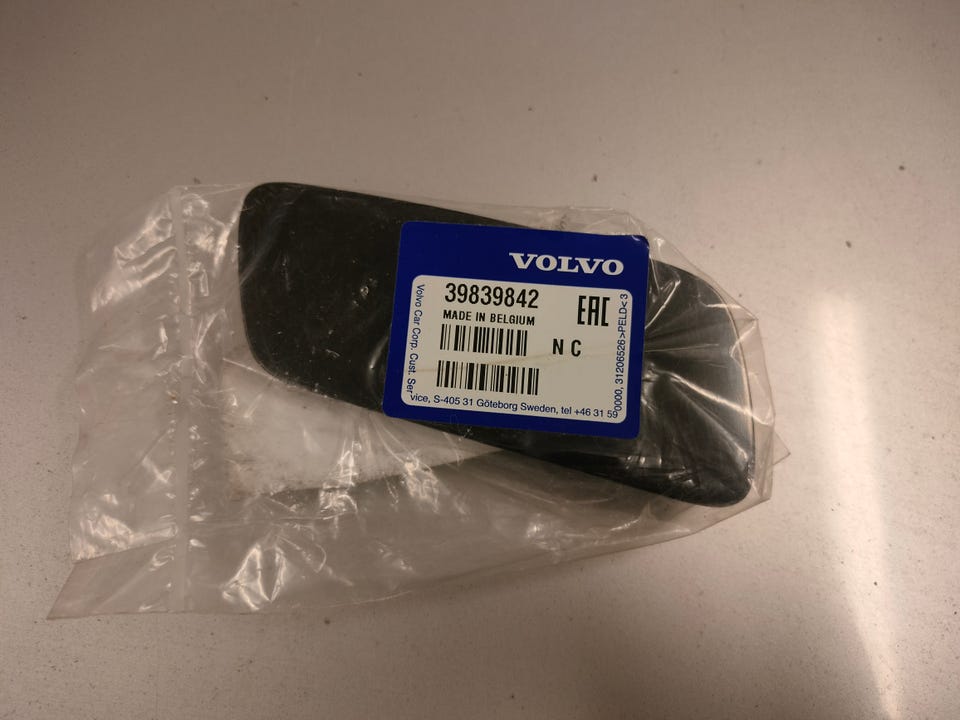 VOLVO
39839842
EAC
MADE IN BELGIUM
N C
Volvo Car Corp. Cust. Service, S-405 31 Göteborg Sweden, tel +46 31 59 0000, 31206526 >PELD< 3